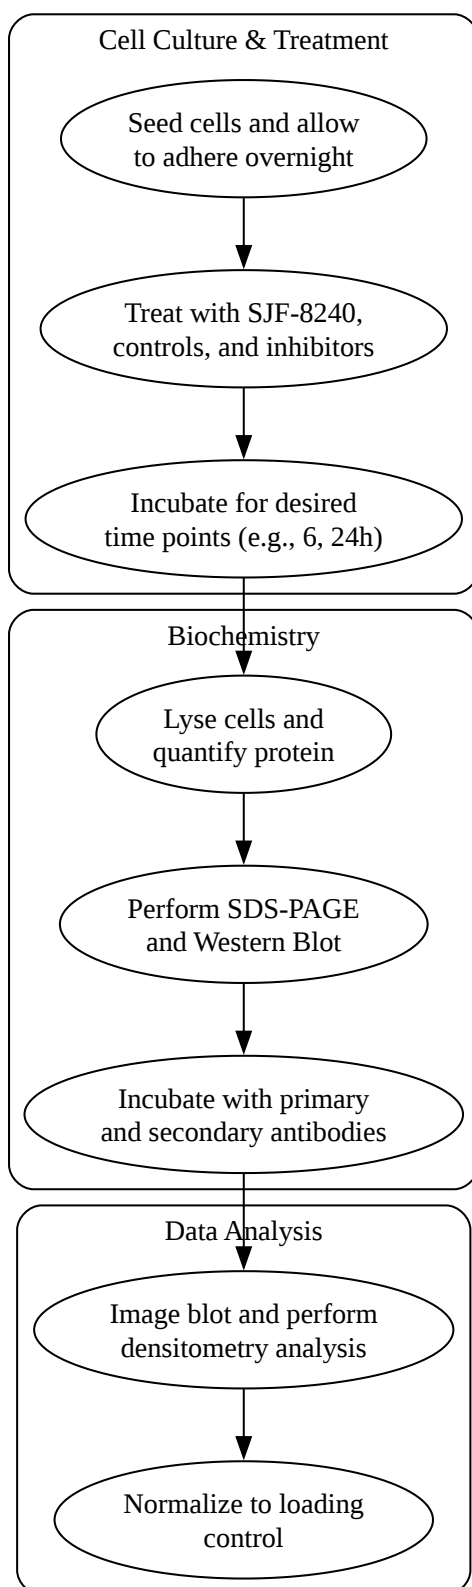 Cell Culture & Treatment
Seed cells and allow
to adhere overnight
Treat with SJF-8240,
controls, and inhibitors
Incubate for desired
time points (e.g., 6, 24h)
Biochemistry
Lyse cells and
quantify protein
Perform SDS-PAGE
and Western Blot
Incubate with primary
and secondary antibodies
Data Analysis
Image blot and perform
densitometry analysis
Normalize to loading
control